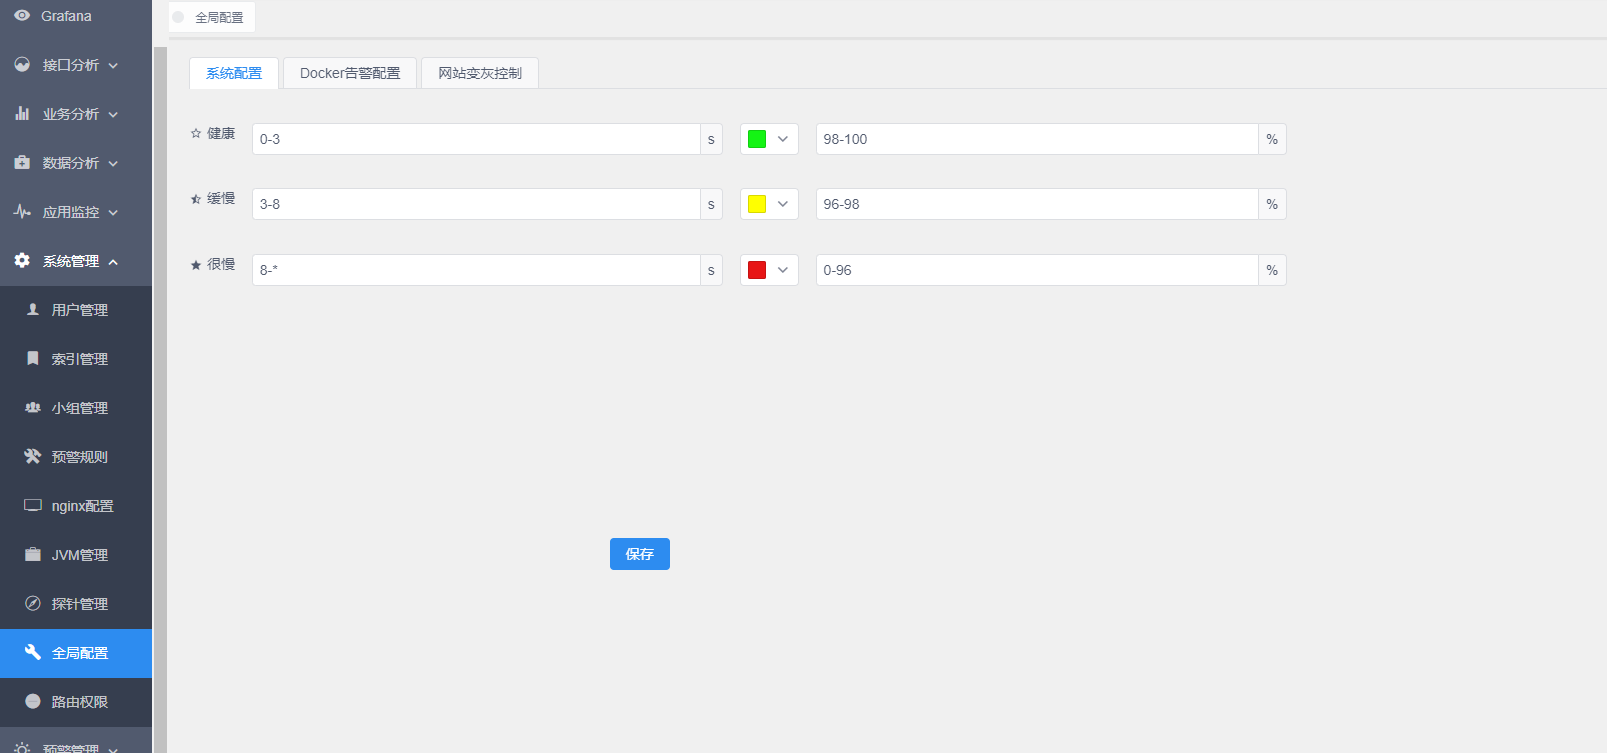 Grafana
接口分析
业务分析
数据分析
应用监控
系统管理
用户管理
索引管理
小组管理
预警规则
nginx配置
JVM管理
探针管理
全局配置
路由权限
预警管理
全局配置
系统配置 Docker告警配置 网站变灰控制
健康 0-3 s 98-100 %
缓慢 3-8 s 96-98 %
很慢 8-* s 0-96 %
保存